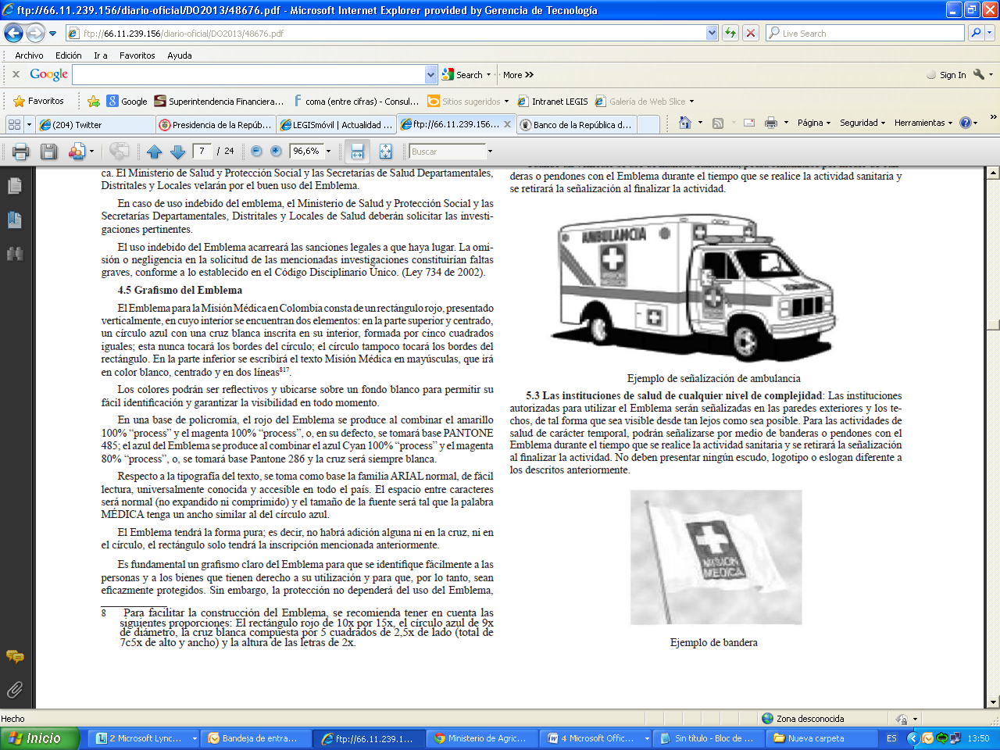 ftp://66.11.239.156/diario-oficial/DO2013/48676.pdf - Microsoft Internet Explorer provided by Gerencia de Tecnología
ftp://66.11.239.156/diario-oficial/DO2013/48676.pdf
Live Search
Archivo Edición Ir a Favoritos Ayuda
x Google Search More >> Sign In
Favoritos Google Superintendencia Financiera... coma (entre cifras) - Consul... Sitios sugeridos Intranet LEGIS Galería de Web Slice
(204) Twitter Presidencia de la Repúb... LEGISmóvil | Actualidad ... ftp://66.11.239.156... Banco de la República d... Página Seguridad Herramientas
7 / 24 96,6% Buscar
ca. El Ministerio de Salud y Protección Social y las Secretarías de Salud Departamentales,
Distritales y Locales velarán por el buen uso del Emblema.
En caso de uso indebido del emblema, el Ministerio de Salud y Protección Social y las
Secretarías Departamentales, Distritales y Locales de Salud deberán solicitar las investi-
gaciones pertinentes.
El uso indebido del Emblema acarreará las sanciones legales a que haya lugar. La omi-
sión o negligencia en la solicitud de las mencionadas investigaciones constituirían faltas
graves, conforme a lo establecido en el Código Disciplinario Único. (Ley 734 de 2002).
4.5 Grafismo del Emblema
El Emblema para la Misión Médica en Colombia consta de un rectángulo rojo, presentado
verticalmente, en cuyo interior se encuentran dos elementos: en la parte superior y centrado,
un círculo azul con una cruz blanca inscrita en su interior, formada por cinco cuadrados
iguales; esta nunca tocará los bordes del círculo; el círculo tampoco tocará los bordes del
rectángulo. En la parte inferior se escribirá el texto Misión Médica en mayúsculas, que irá
en color blanco, centrado y en dos líneas817.
Los colores podrán ser reflectivos y ubicarse sobre un fondo blanco para permitir su
fácil identificación y garantizar la visibilidad en todo momento.
En una base de policromía, el rojo del Emblema se produce al combinar el amarillo
100% “process” y el magenta 100% “process”, o, en su defecto, se tomará base PANTONE
485; el azul del Emblema se produce al combinar el azul Cyan 100% “process” y el magenta
80% “process”, o, se tomará base Pantone 286 y la cruz será siempre blanca.
Respecto a la tipografía del texto, se toma como base la familia ARIAL normal, de fácil
lectura, universalmente conocida y accesible en todo el país. El espacio entre caracteres
será normal (no expandido ni comprimido) y el tamaño de la fuente será tal que la palabra
MÉDICA tenga un ancho similar al del círculo azul.
El Emblema tendrá la forma pura; es decir, no habrá adición alguna ni en la cruz, ni en
el círculo, el rectángulo solo tendrá la inscripción mencionada anteriormente.
Es fundamental un grafismo claro del Emblema para que se identifique fácilmente a las
personas y a los bienes que tienen derecho a su utilización y para que, por lo tanto, sean
eficazmente protegidos. Sin embargo, la protección no dependerá del uso del Emblema,
8 Para facilitar la construcción del Emblema, se recomienda tener en cuenta las
siguientes proporciones: El rectángulo rojo de 10x por 15x, el círculo azul de 9x
de diámetro, la cruz blanca compuesta por 5 cuadrados de 2,5x de lado (total de
7c5x de alto y ancho) y la altura de las letras de 2x.
deras o pendones con el Emblema durante el tiempo que se realice la actividad sanitaria y
se retirará la señalización al finalizar la actividad.
AMBULANCIA
MISION
MEDICA
Ejemplo de señalización de ambulancia
5.3 Las instituciones de salud de cualquier nivel de complejidad: Las instituciones
autorizadas para utilizar el Emblema serán señalizadas en las paredes exteriores y los te-
chos, de tal forma que sea visible desde tan lejos como sea posible. Para las actividades de
salud de carácter temporal, podrán señalizarse por medio de banderas o pendones con el
Emblema durante el tiempo que se realice la actividad sanitaria y se retirará la señalización
al finalizar la actividad. No deben presentar ningún escudo, logotipo o eslogan diferente a
los descritos anteriormente.
MISION
MEDICA
Ejemplo de bandera
Hecho Zona desconocida
Inicio 2 Microsoft Lync... Bandeja de entra... ftp://66.11.239.1... Ministerio de Agric... 4 Microsoft Offic... Sin título - Bloc de ... Nueva carpeta ES 13:50